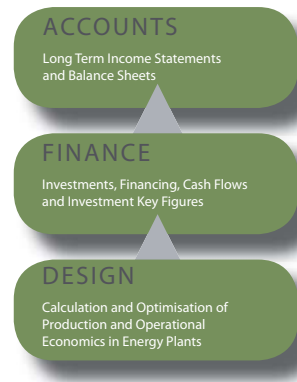 ACCOUNTS
Long Term Income Statements
and Balance Sheets
FINANCE
Investments, Financing, Cash Flows
and Investment Key Figures
DESIGN
Calculation and Optimisation of
Production and Operational
Economics in Energy Plants